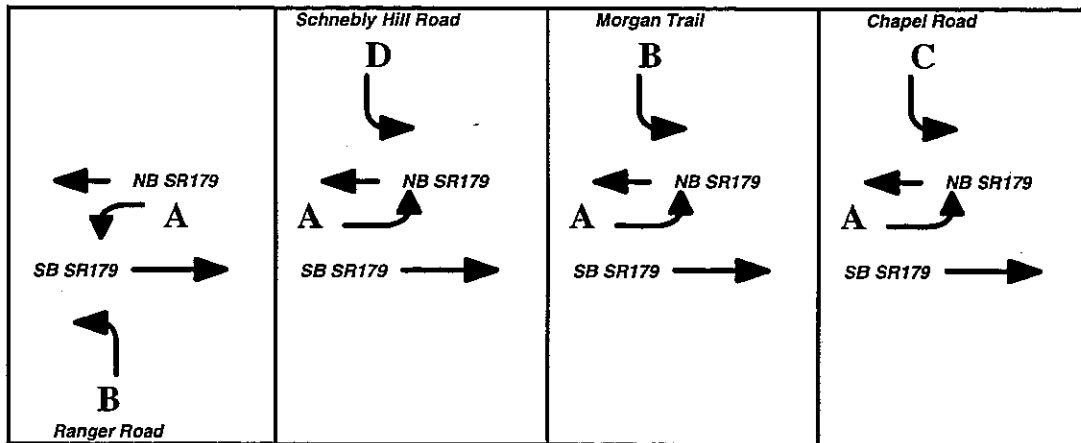 NB SR179
A
SB SR179
B
Ranger Road
Schnebly Hill Road
D
NB SR179
A
SB SR179
Morgan Trail
B
NB SR179
A
SB SR179
Chapel Road
C
NB SR179
A
SB SR179